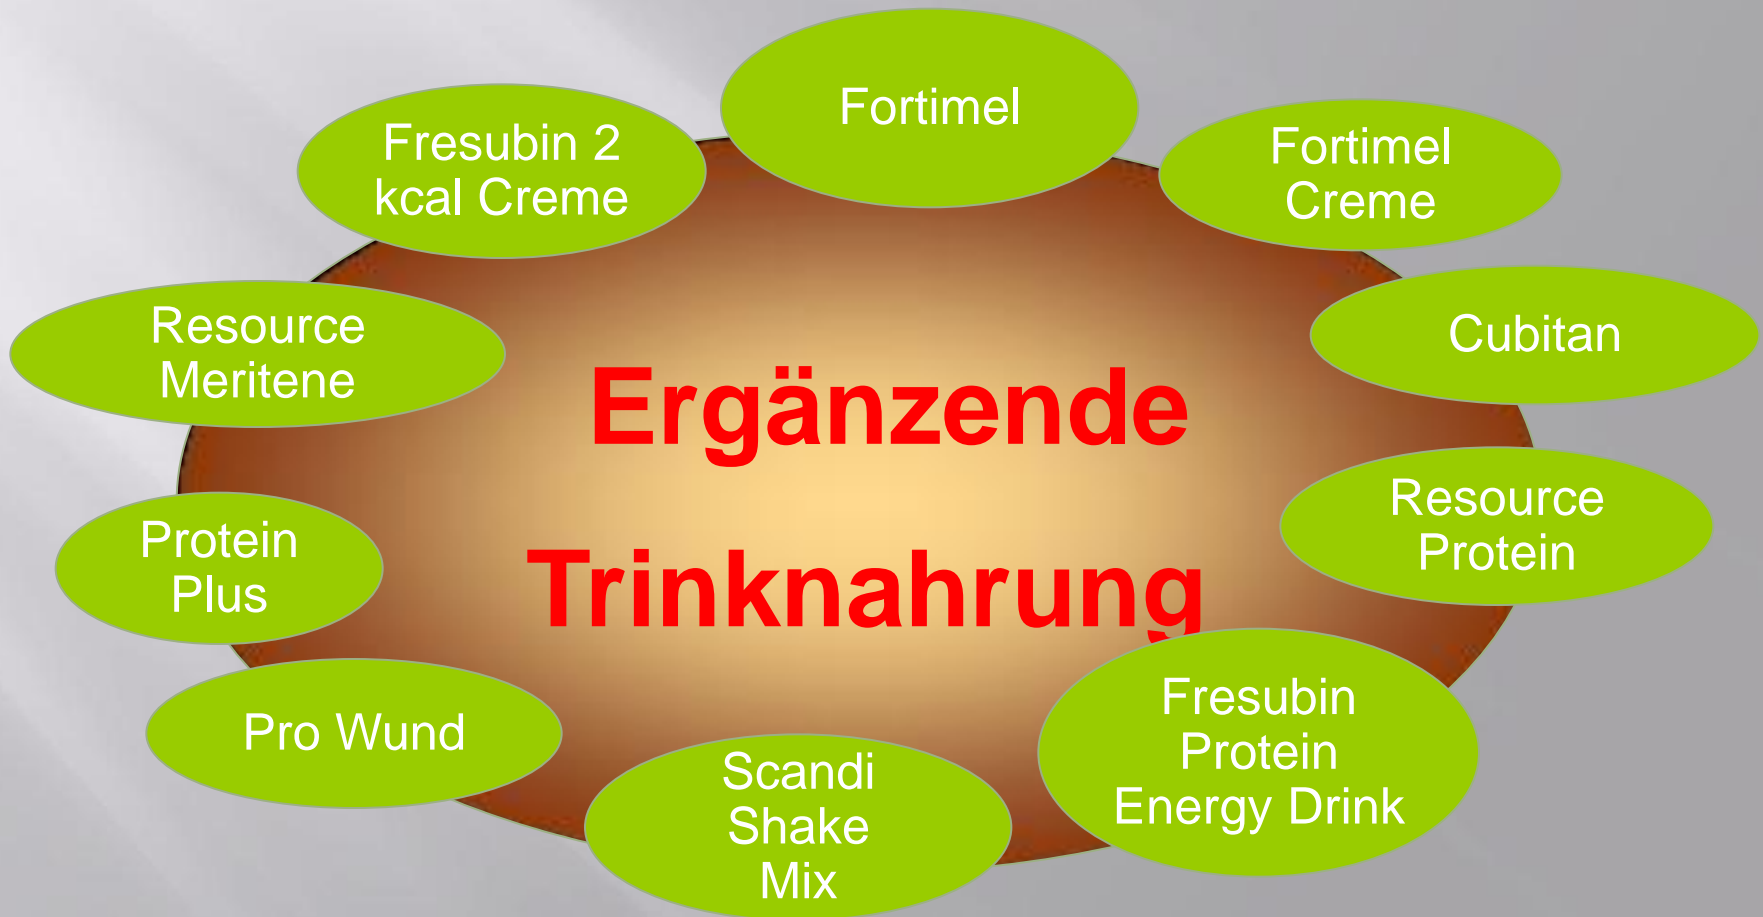 Fortimel
Fresubin 2
kcal Creme
Fortimel
Creme
Resource
Meritene
Cubitan
Ergänzende
Trinknahrung
Resource
Protein
Protein
Plus
Pro Wund
Fresubin
Protein
Energy Drink
Scandi
Shake
Mix